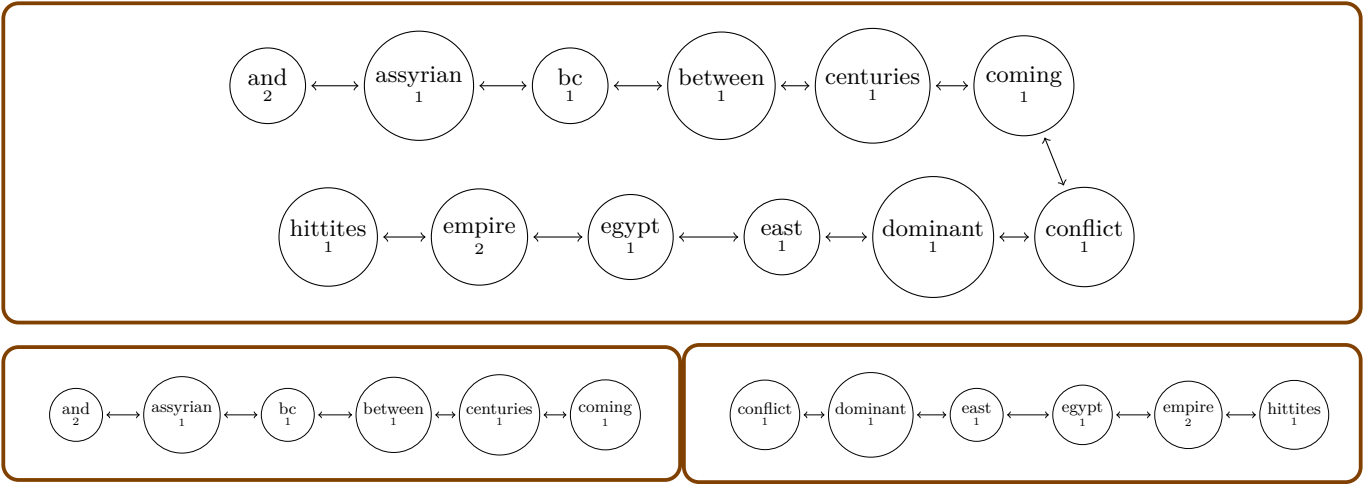 and assyrian bc between centuries coming
2 1 1 1 1 1
hittites empire egypt east dominant conflict
1 2 1 1 1 1
and assyrian bc between centuries coming
2 1 1 1 1 1
conflict dominant east egypt empire hittites
1 1 1 1 2 1